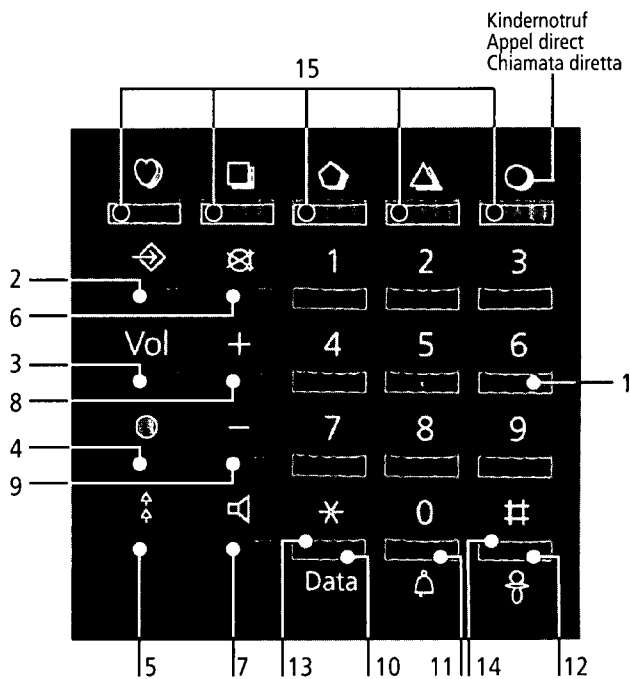 Kindernotruf
Appel direct
Chiamata diretta
15
1 2 3
2
6
Vol + 4 5 6
3
1
8
- 7 8 9
4
9
* 0 #
Data
5 7 13 10 11 14 12